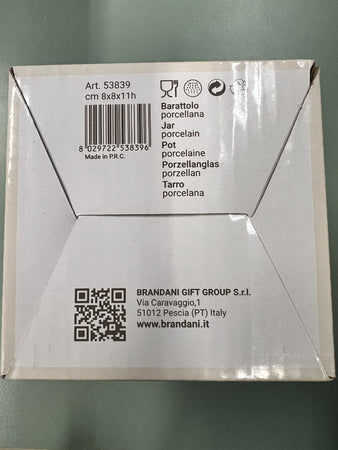 Art. 53839
cm 8x8x11h
8 029722 538396
Made in P.R.C.
Barattolo
porcellana
Jar
porcelain
Pot
porcelaine
Porzellanglas
porzellan
Tarro
porcelana
BRANDANI GIFT GROUP S.r.l.
Via Caravaggio,1
51012 Pescia (PT) Italy
www.brandani.it